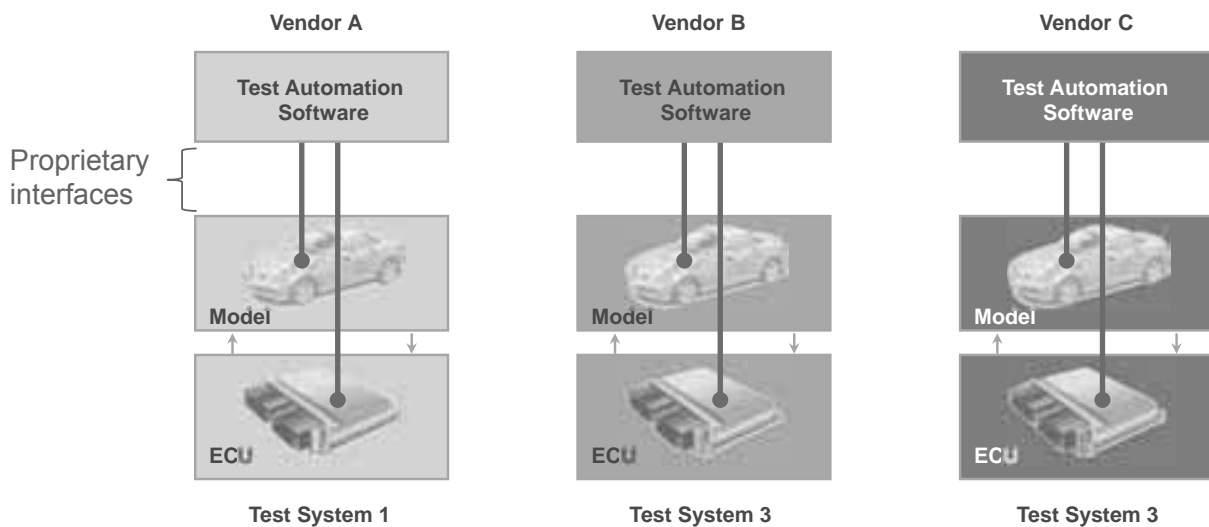 Vendor A
Vendor B
Vendor C
Test Automation
Software
Test Automation
Software
Test Automation
Software
Proprietary
interfaces
Model
Model
Model
ECU
ECU
ECU
Test System 1
Test System 3
Test System 3